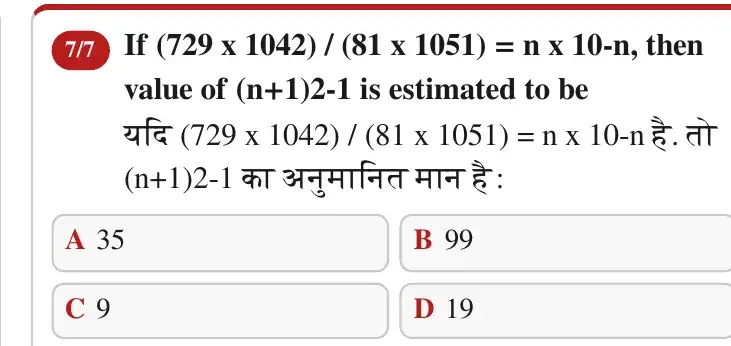 7/7 If (729 x 1042) / (81 x 1051) = n x 10-n, then
value of (n+1)2-1 is estimated to be
यदि (729 x 1042) / (81 x 1051) = n x 10-n है. तो
(n+1)2-1 का अनुमानित मान है :
A 35
B 99
C 9
D 19